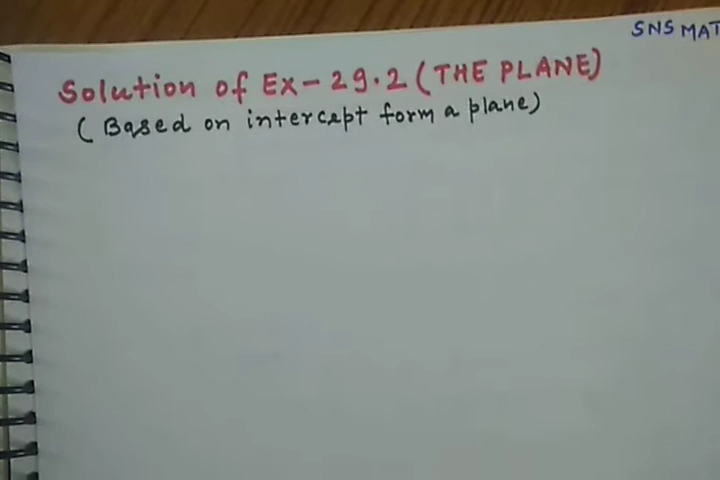 SNS MAT
Solution of Ex-29.2 (THE PLANE)
(Based on intercept form a plane)